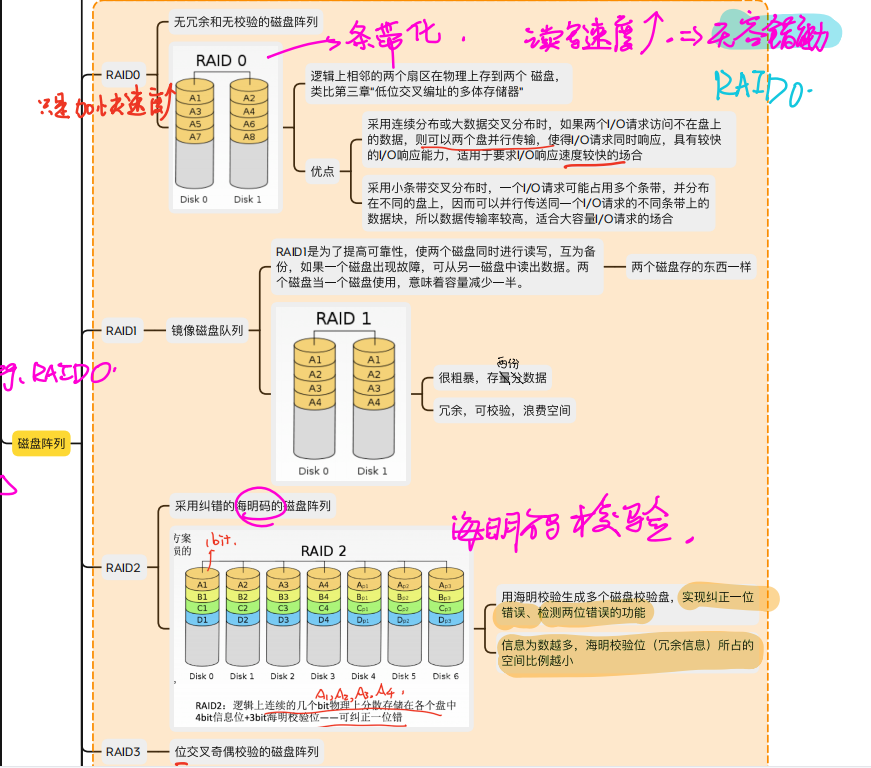 无冗余和无校验的磁盘阵列
条带化.
读写速度↑.=>无容错功
RAID0.
RAID0
RAID 0
只是加快速度
A1 A2
A3 A4
A5 A6
A7 A8
Disk 0 Disk 1
逻辑上相邻的两个扇区在物理上存到两个 磁盘,
类比第三章“低位交叉编址的多体存储器”
优点
采用连续分布或大数据交叉分布时，如果两个I/O请求访问不在盘上
的数据，则可以两个盘并行传输，使得I/O请求同时响应，具有较快
的I/O响应能力，适用于要求I/O响应速度较快的场合
采用小条带交叉分布时，一个I/O请求可能占用多个条带，并分布
在不同的盘上，因而可以并行传送同一个I/O请求的不同条带上的
数据块，所以数据传输率较高，适合大容量I/O请求的场合
RAID1是为了提高可靠性，使两个磁盘同时进行读写，互为备
份，如果一个磁盘出现故障，可从另一磁盘中读出数据。两
个磁盘当一个磁盘使用，意味着容量减少一半。
两个磁盘存的东西一样
RAID1
镜像磁盘队列
RAID 1
A1 A1
A2 A2
A3 A3
A4 A4
Disk 0 Disk 1
两份
很粗暴，存量分数据
冗余，可校验，浪费空间
RAID0.
磁盘阵列
采用纠错的海明码的磁盘阵列
海明码校验.
RAID2
方案
损的
1bit.
RAID 2
A1 A2 A3 A4 Ap1 Ap2 Ap3
B1 B2 B3 B4 Bp1 Bp2 Bp3
C1 C2 C3 C4 Cp1 Cp2 Cp3
D1 D2 D3 D4 Dp1 Dp2 Dp3
Disk 0 Disk 1 Disk 2 Disk 3 Disk 4 Disk 5 Disk 6
A1,A2,A3.A4.
RAID2：逻辑上连续的几个bit物理上分散存储在各个盘中
4bit信息位+3bit海明校验位——可纠正一位错
用海明校验生成多个磁盘校验盘，实现纠正一位
错误、检测两位错误的功能
信息为数越多，海明校验位（冗余信息）所占的
空间比例越小
RAID3
位交叉奇偶校验的磁盘阵列